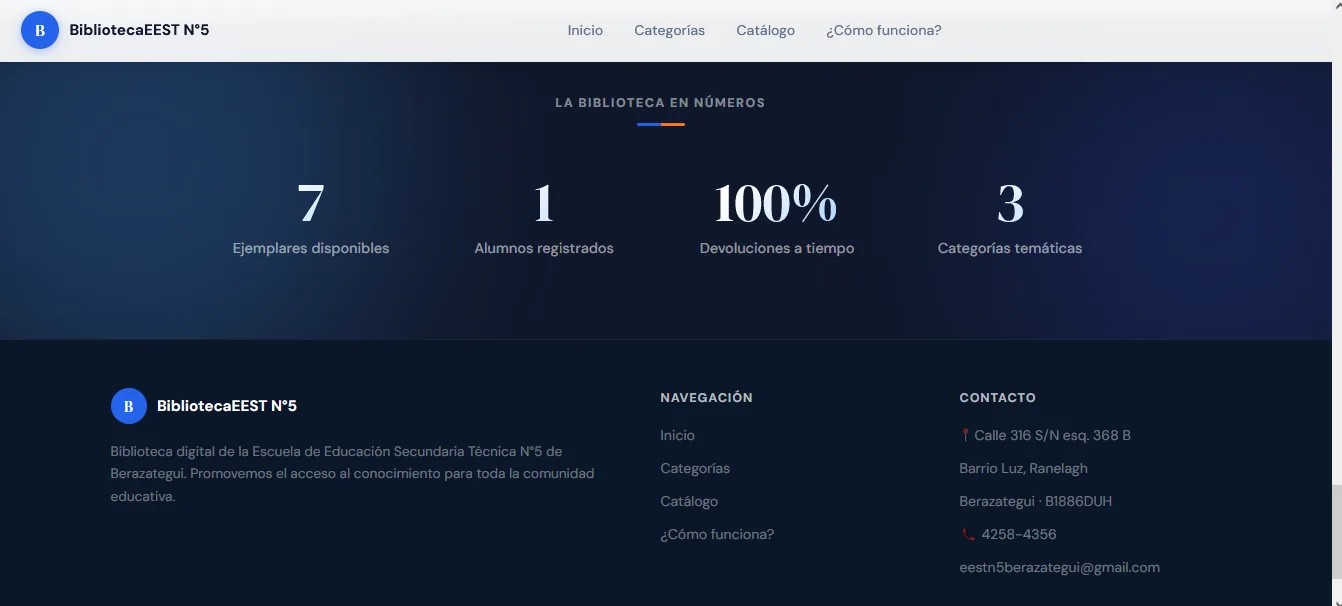 B BibliotecaEEST N°5 Inicio Categorías Catálogo ¿Cómo funciona?
LA BIBLIOTECA EN NÚMEROS
7 1 100% 3
Ejemplares disponibles Alumnos registrados Devoluciones a tiempo Categorías temáticas
B BibliotecaEEST N°5
Biblioteca digital de la Escuela de Educación Secundaria Técnica N°5 de
Berazategui. Promovemos el acceso al conocimiento para toda la comunidad
educativa.
NAVEGACIÓN
Inicio
Categorías
Catálogo
¿Cómo funciona?
CONTACTO
📍 Calle 316 S/N esq. 368 B
Barrio Luz, Ranelagh
Berazategui · B1886DUH
📞 4258-4356
eestn5berazategui@gmail.com